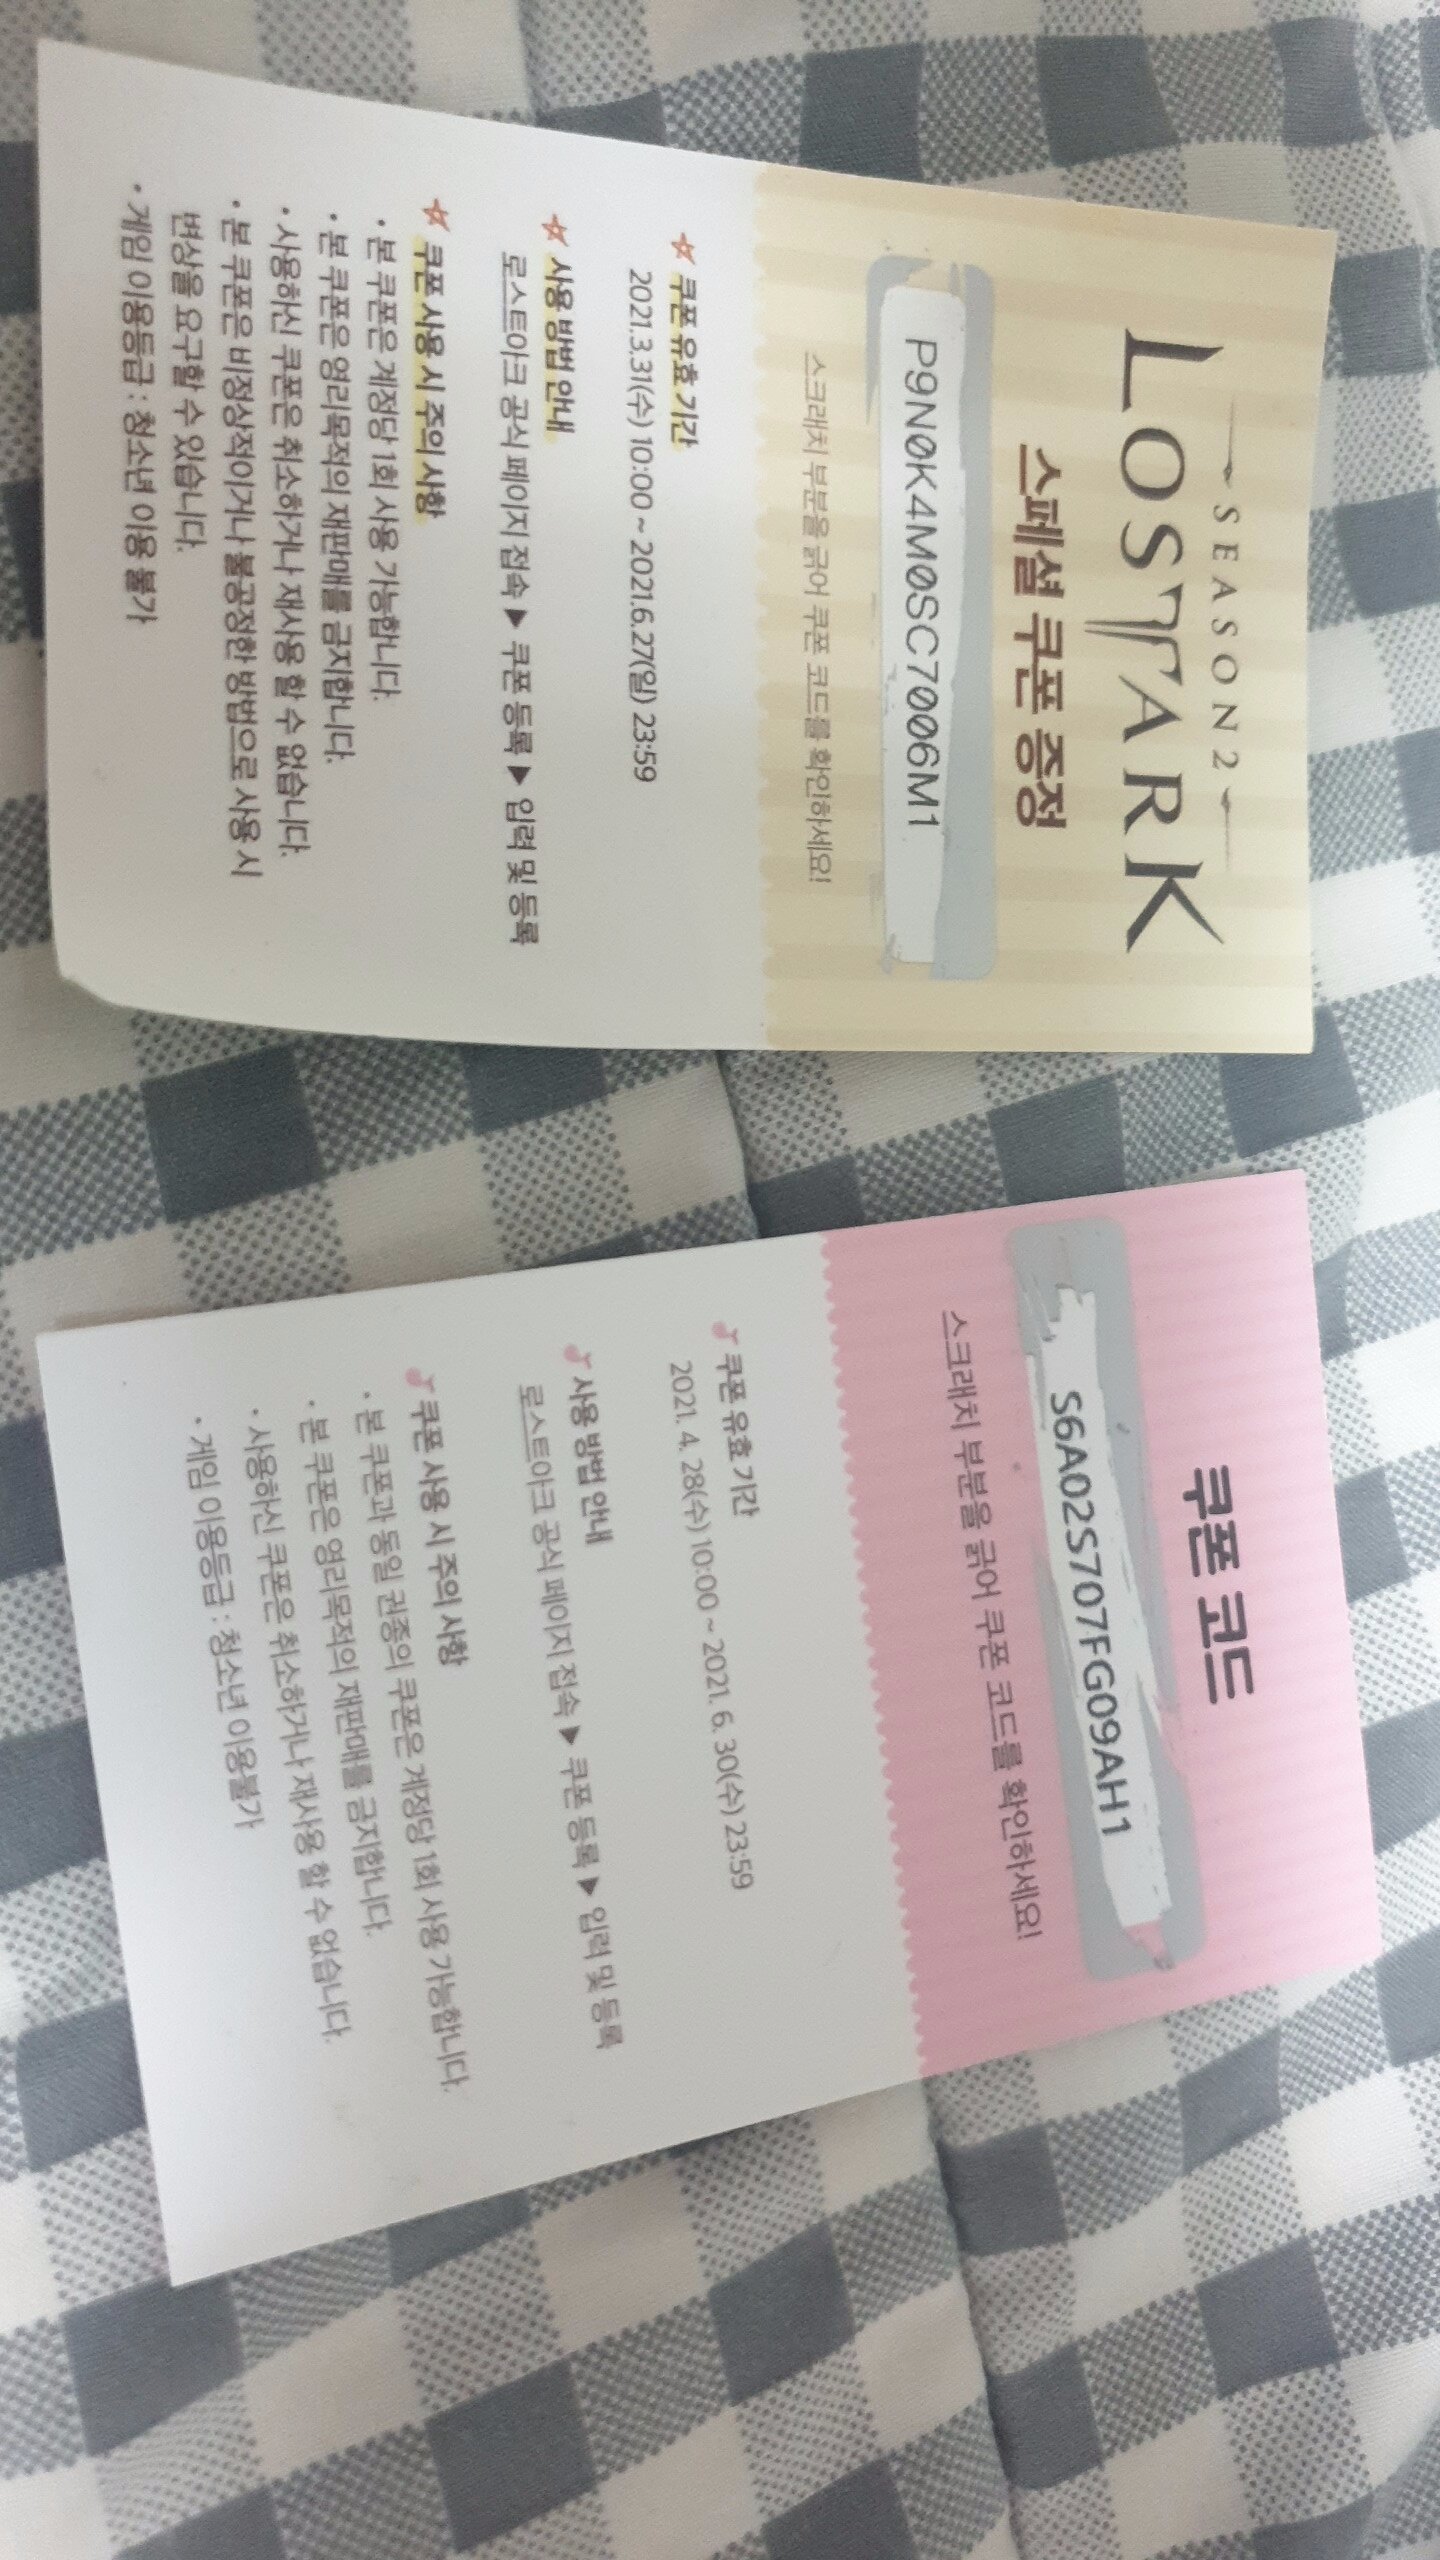 SEASON 2
LOST ARK
스페셜 쿠폰 증정
P9N0K4M0SC7006M1
스크래치 부분을 긁어 쿠폰 코드를 확인하세요!
쿠폰 유효 기간
2021.3.31(수) 10:00 ~ 2021.6.27(일) 23:59
사용 방법 안내
로스트아크 공식 페이지 접속 ▶ 쿠폰 등록 ▶ 입력 및 등록
쿠폰 사용 시 주의 사항
• 본 쿠폰은 계정당 1회 사용 가능합니다.
• 본 쿠폰은 영리목적의 재판매를 금지합니다.
• 사용하신 쿠폰은 취소하거나 재사용 할 수 없습니다.
• 본 쿠폰은 비정상적이거나 불공정한 방법으로 사용 시
변상을 요구할 수 있습니다.
• 게임 이용등급 : 청소년 이용 불가
쿠폰 코드
S6A02S707FG09AH1
스크래치 부분을 긁어 쿠폰 코드를 확인하세요!
쿠폰 유효 기간
2021. 4. 28(수) 10:00 ~ 2021. 6. 30(수) 23:59
사용 방법 안내
로스트아크 공식 페이지 접속 ▶ 쿠폰 등록 ▶ 입력 및 등록
쿠폰 사용 시 주의 사항
• 본 쿠폰과 동일 권종의 쿠폰은 계정당 1회 사용 가능합니다.
• 본 쿠폰은 영리목적의 재판매를 금지합니다.
• 사용하신 쿠폰은 취소하거나 재사용 할 수 없습니다.
• 게임 이용등급 : 청소년 이용불가